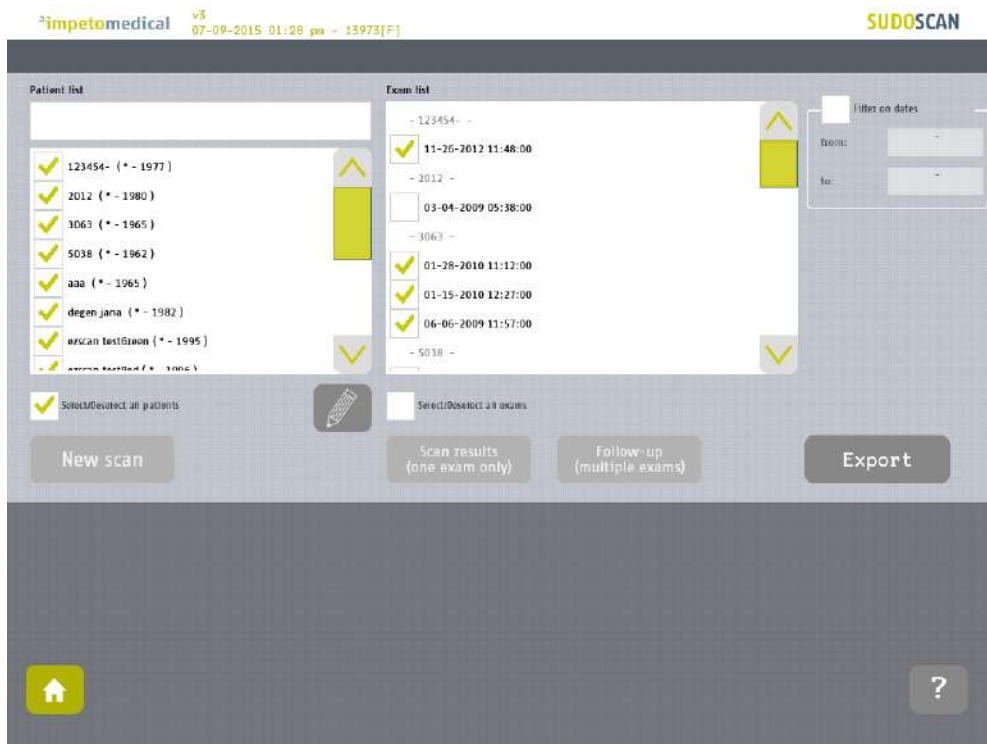 impetomedical
v3
07-09-2015 01:28 pm - 13973[F]
SUDOSCAN
Patient list
123454- (* - 1977)
2012 (* - 1980)
3063 (* - 1965)
5038 (* - 1962)
aaa (* - 1965)
degen jana (* - 1982)
ezscan testGreen (* - 1995)
ezscan testRed (* - 1996)
Select/Deselect all patients
New scan
Exam list
- 123454- -
11-26-2012 11:48:00
- 2012 -
03-04-2009 05:38:00
- 3063 -
01-28-2010 11:12:00
01-15-2010 12:27:00
06-06-2009 11:57:00
- 5038 -
Select/Deselect all exams
Scan results
(one exam only)
Follow-up
(multiple exams)
Filter on dates
from: -
to: -
Export
?